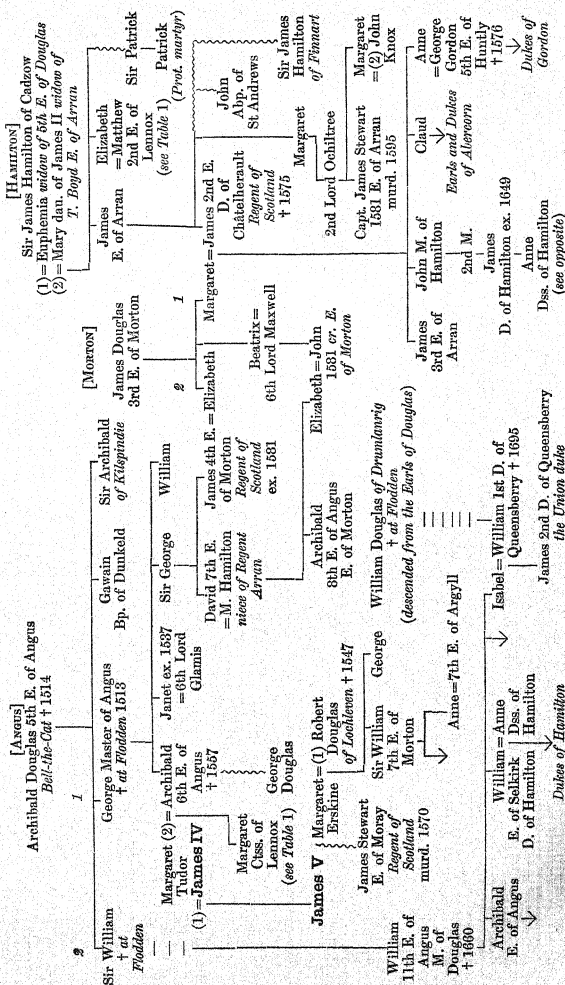 [ANGUS]
Archibald Douglas 5th E. of Angus
Bell-the-Cat † 1514
2
1
Sir William
† at
Flodden
George Master of Angus
† at Flodden 1513
Gawain
Bp. of Dunkeld
Sir Archibald
of Kilspindie
Margaret (2) = Archibald
Tudor
6th E. of
Angus
† 1557
(1) = James IV
Janet ex. 1537
= 6th Lord
Glamis
Sir George
William
Margaret
Ctss. of
Lennox
(see Table 1)
George
Douglas
David 7th E.
= M. Hamilton
niece of Regent
Arran
James 4th E. = Elizabeth
of Morton
Regent of
Scotland
ex. 1581
James V
Margaret = (1) Robert
Erskine
Douglas
of Lochleven † 1547
James Stewart
E. of Moray
Regent of
Scotland
murd. 1570
Sir William
7th E. of
Morton
George
Anne = 7th E. of Argyll
Archibald
8th E. of Angus
E. of Morton
Elizabeth = John
1581 cr. E.
of Morton
William Douglas of Drumlanrig
† at Flodden
(descended from the Earls of Douglas)
William
11th E. of
Angus
M. of
Douglas
† 1660
Archibald
E. of Angus
William = Anne
E. of Selkirk
D. of Hamilton
Dss. of
Hamilton
Dukes of Hamilton
Isabel = William 1st D. of
Queensberry † 1695
James 2nd D. of Queensberry
the Union duke
[MORTON]
James Douglas
3rd E. of Morton
2
1
Beatrix =
6th Lord Maxwell
Margaret = James 2nd E.
D. of
Châtelherault
Regent of
Scotland
† 1575
[HAMILTON]
Sir James Hamilton of Cadzow
(1) = Euphemia widow of 5th E. of Douglas
(2) = Mary dau. of James II widow of
T. Boyd E. of Arran
James
E. of Arran
Elizabeth
= Matthew
2nd E. of
Lennox
(see Table 1)
Sir Patrick
Patrick
(Prot. martyr)
John
Abp. of
St Andrews
Sir James
Hamilton
of Finnart
Margaret
2nd Lord Ochiltree
Capt. James Stewart
1581 E. of Arran
murd. 1595
Margaret
= (2) John
Knox
James
3rd E. of
Arran
John M. of
Hamilton
2nd M.
James
D. of Hamilton ex. 1649
Anne
Dss. of Hamilton
(see opposite)
Claud
Earls and Dukes
of Abercorn
Anne
= George
Gordon
5th E. of
Huntly
† 1576
Dukes of
Gordon